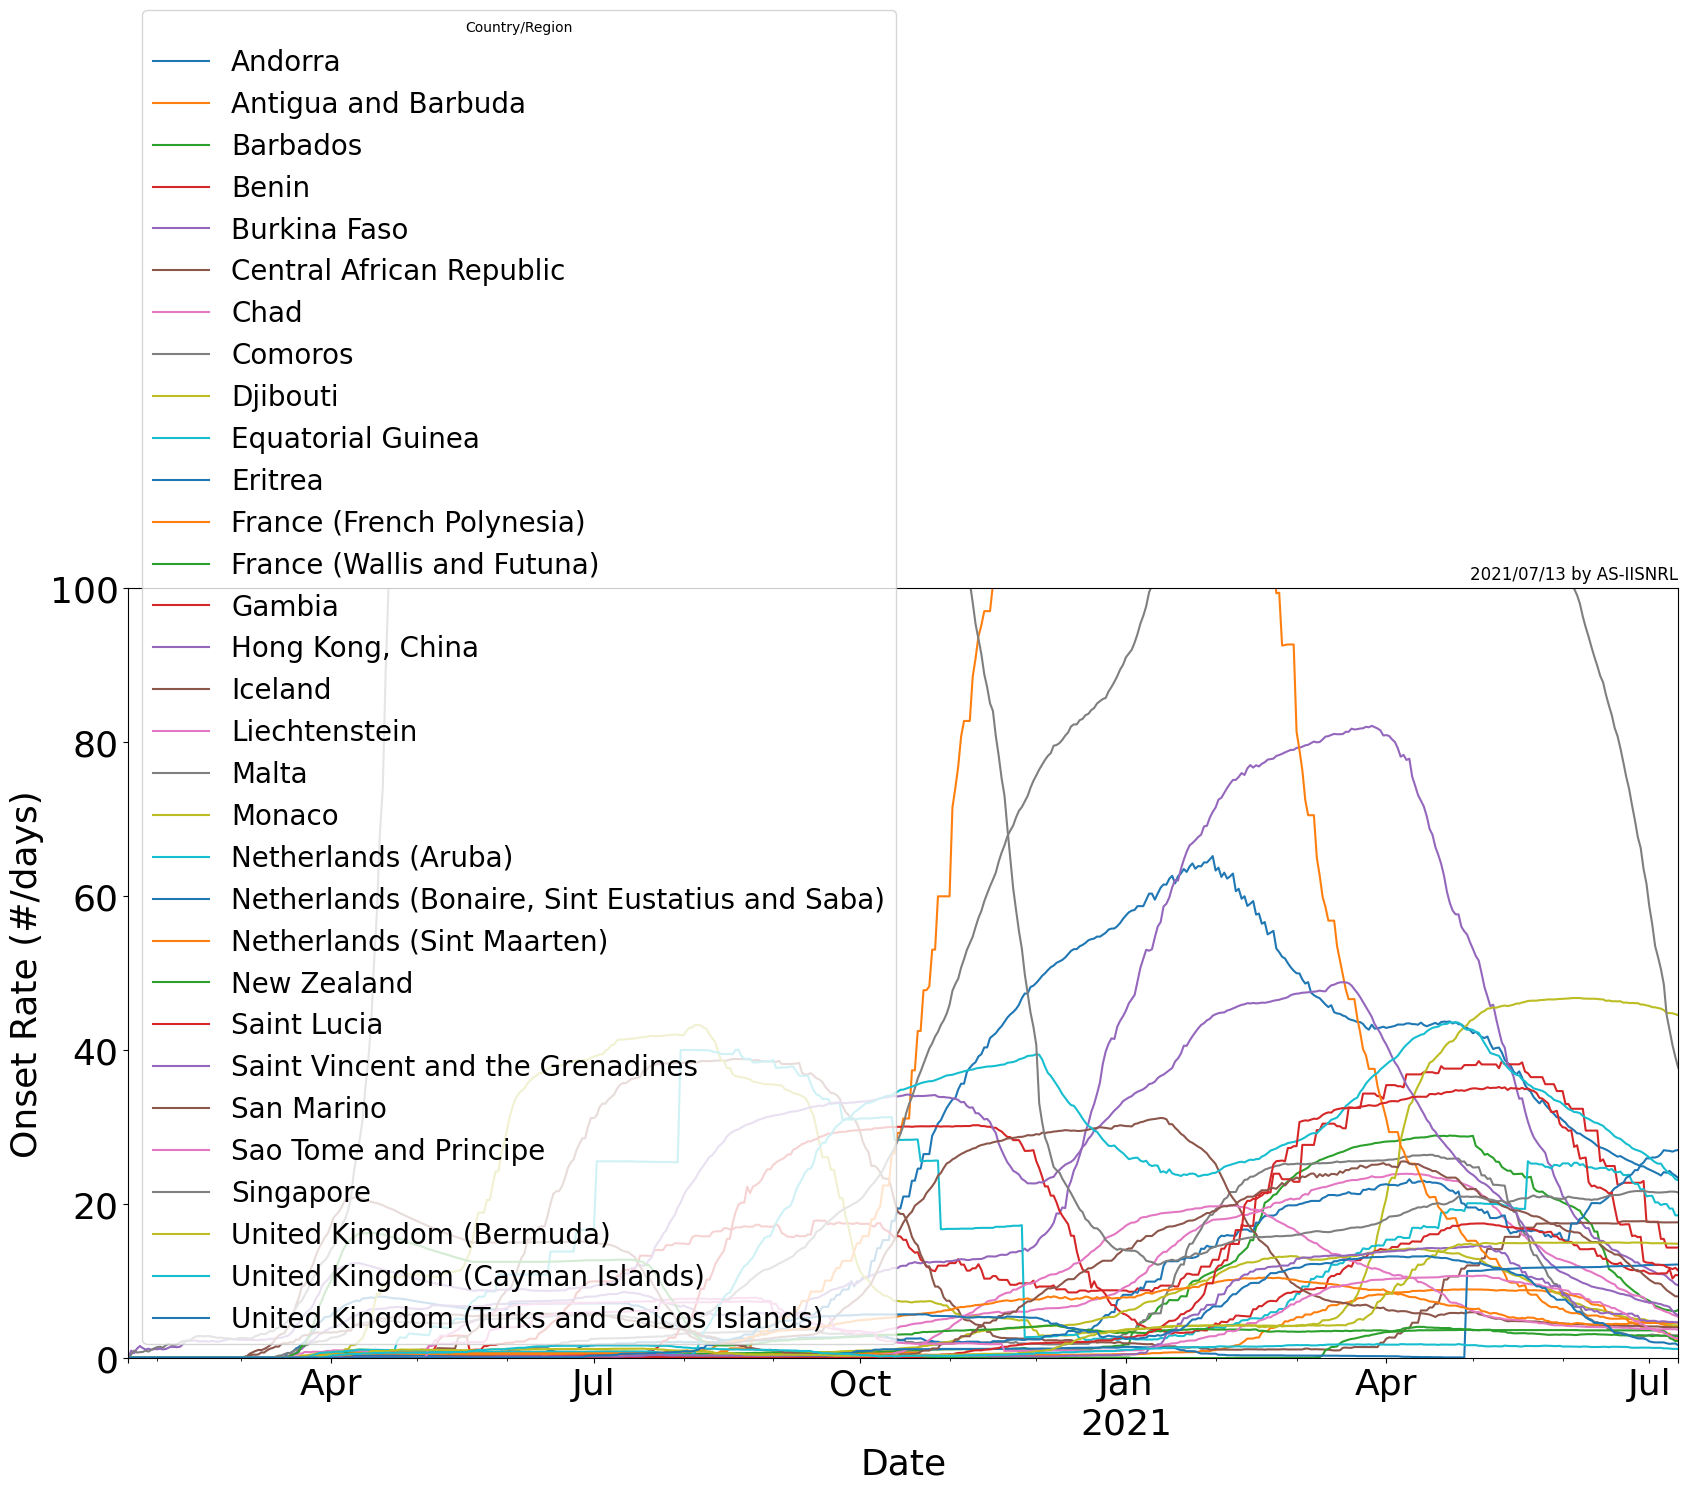 Country/Region
Andorra
Antigua and Barbuda
Barbados
Benin
Burkina Faso
Central African Republic
Chad
Comoros
Djibouti
Equatorial Guinea
Eritrea
France (French Polynesia)
France (Wallis and Futuna)
Gambia
Hong Kong, China
Iceland
Liechtenstein
Malta
Monaco
Netherlands (Aruba)
Netherlands (Bonaire, Sint Eustatius and Saba)
Netherlands (Sint Maarten)
New Zealand
Saint Lucia
Saint Vincent and the Grenadines
San Marino
Sao Tome and Principe
Singapore
United Kingdom (Bermuda)
United Kingdom (Cayman Islands)
United Kingdom (Turks and Caicos Islands)
2021/07/13 by AS-IISNRL
Onset Rate (#/days)
100
80
60
40
20
0
Apr Jul Oct Jan Apr Jul
2021
Date